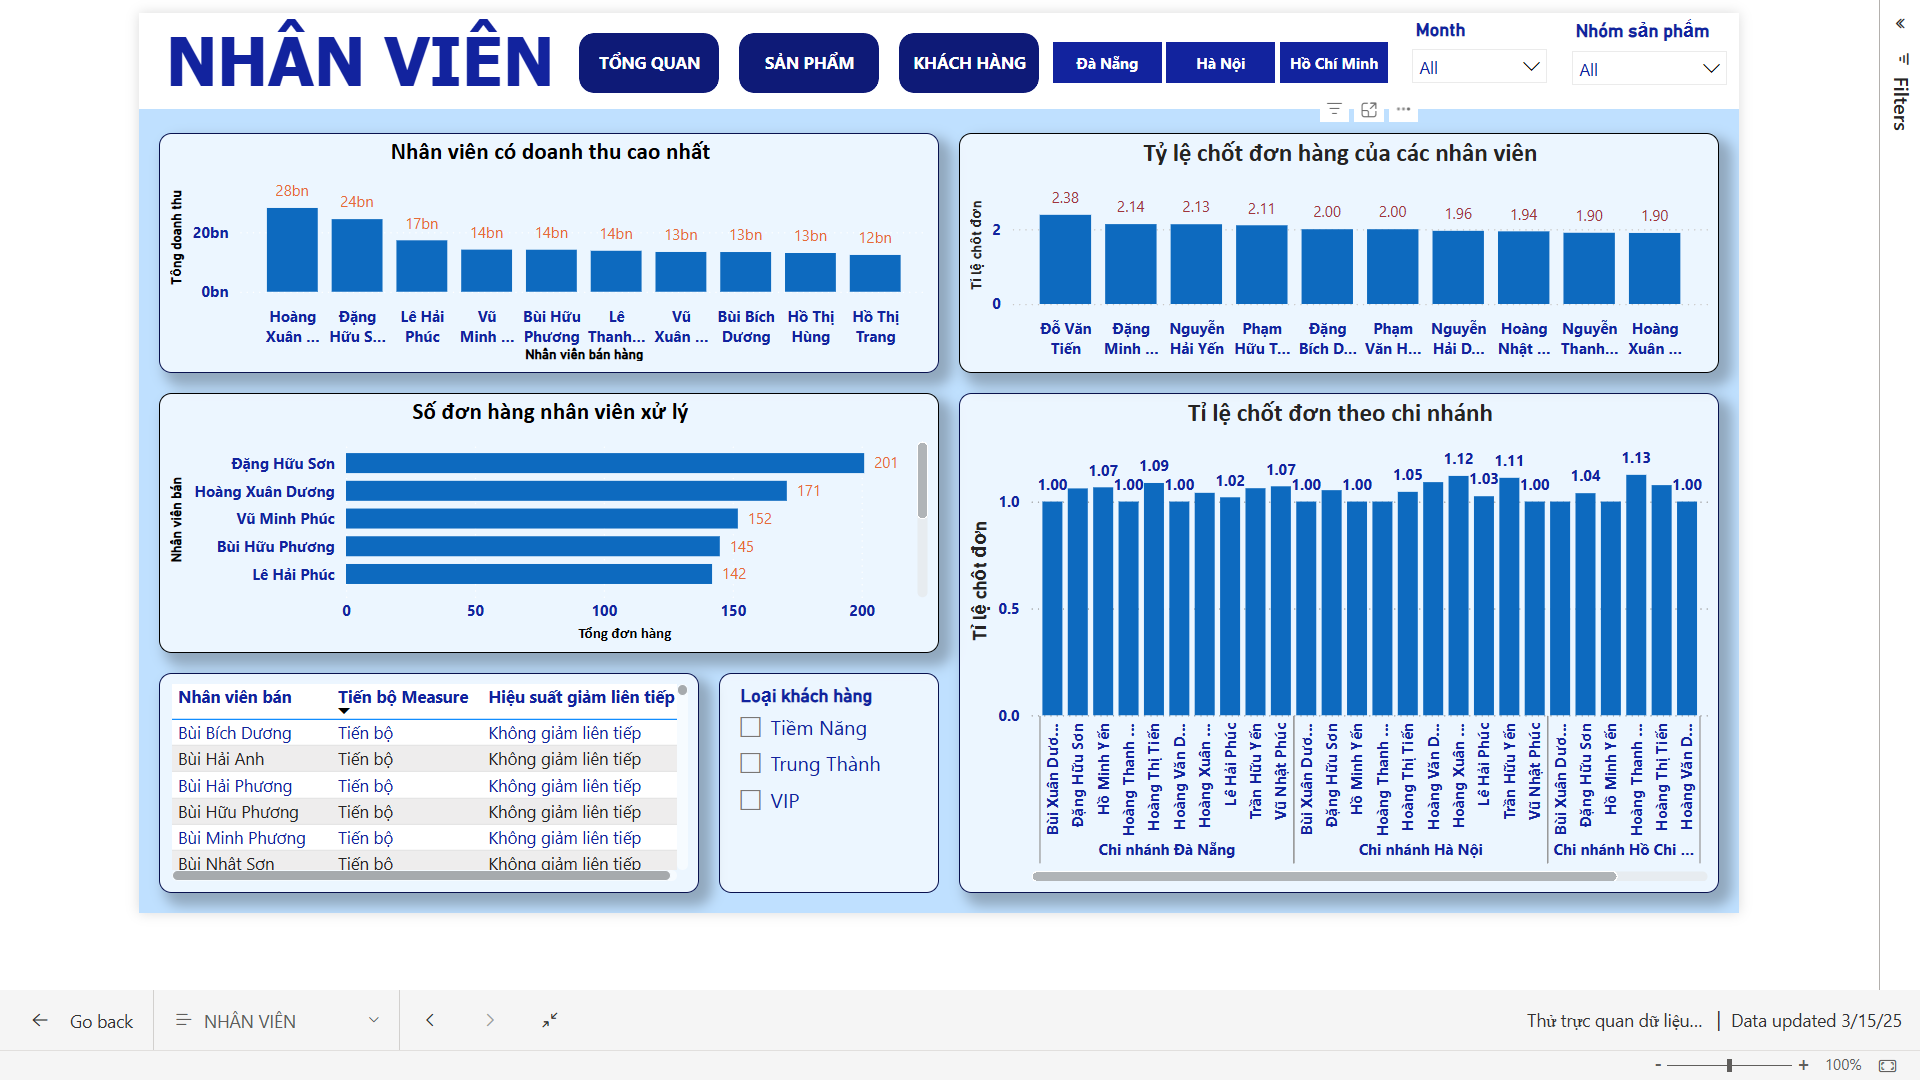 NHÂN VIÊN
TỔNG QUAN
SẢN PHẨM
KHÁCH HÀNG
Đà Nẵng
Hà Nội
Hồ Chí Minh
Month
All
Nhóm sản phẩm
All
Filters
Nhân viên có doanh thu cao nhất
Tổng doanh thu
20bn
0bn
28bn
24bn
17bn
14bn
14bn
14bn
13bn
13bn
13bn
12bn
Hoàng Xuân ...
Đặng Hữu S...
Lê Hải Phúc
Vũ Minh ...
Bùi Hữu Phương
Lê Thanh...
Vũ Xuân ...
Bùi Bích Dương
Hồ Thị Hùng
Hồ Thị Trang
Nhân viên bán hàng
Tỷ lệ chốt đơn hàng của các nhân viên
Tỉ lệ chốt đơn
2
0
2.38
2.14
2.13
2.11
2.00
2.00
1.96
1.94
1.90
1.90
Đỗ Văn Tiến
Đặng Minh ...
Nguyễn Hải Yến
Phạm Hữu T...
Đặng Bích D...
Phạm Văn H...
Nguyễn Hải D...
Hoàng Nhật ...
Nguyễn Thanh...
Hoàng Xuân ...
Số đơn hàng nhân viên xử lý
Nhân viên bán
Đặng Hữu Sơn 201
Hoàng Xuân Dương 171
Vũ Minh Phúc 152
Bùi Hữu Phương 145
Lê Hải Phúc 142
0 50 100 150 200
Tổng đơn hàng
Tỉ lệ chốt đơn theo chi nhánh
Tỉ lệ chốt đơn
1.0
0.5
0.0
1.00
1.07
1.00
1.09
1.00
1.02
1.07
1.00
1.00
1.05
1.12
1.03
1.11
1.00
1.04
1.13
1.00
Bùi Xuân Dươ...
Đặng Hữu Sơn
Hồ Minh Yến
Hoàng Thanh ...
Hoàng Thị Tiến
Hoàng Văn D...
Hoàng Xuân ...
Lê Hải Phúc
Trần Hữu Yến
Vũ Nhật Phúc
Bùi Xuân Dươ...
Đặng Hữu Sơn
Hồ Minh Yến
Hoàng Thanh ...
Hoàng Thị Tiến
Hoàng Văn D...
Hoàng Xuân ...
Lê Hải Phúc
Trần Hữu Yến
Vũ Nhật Phúc
Bùi Xuân Dươ...
Đặng Hữu Sơn
Hồ Minh Yến
Hoàng Thanh ...
Hoàng Thị Tiến
Hoàng Văn D...
Chi nhánh Đà Nẵng
Chi nhánh Hà Nội
Chi nhánh Hồ Chi ...
Nhân viên bán Tiến bộ Measure Hiệu suất giảm liên tiếp
Bùi Bích Dương Tiến bộ Không giảm liên tiếp
Bùi Hải Anh Tiến bộ Không giảm liên tiếp
Bùi Hải Phương Tiến bộ Không giảm liên tiếp
Bùi Hữu Phương Tiến bộ Không giảm liên tiếp
Bùi Minh Phương Tiến bộ Không giảm liên tiếp
Bùi Nhật Sơn Tiến bộ Không giảm liên tiếp
Loại khách hàng
Tiềm Năng
Trung Thành
VIP
Go back
NHÂN VIÊN
Thử trực quan dữ liệu... | Data updated 3/15/25
- + 100%